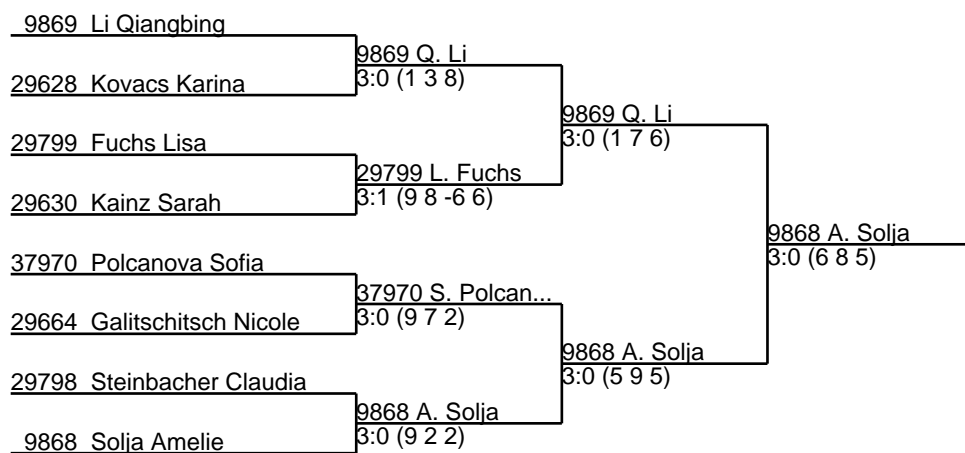 9869 Li Qiangbing
9869 Q. Li
29628 Kovacs Karina
3:0 (1 3 8)
9869 Q. Li
29799 Fuchs Lisa
3:0 (1 7 6)
29799 L. Fuchs
29630 Kainz Sarah
3:1 (9 8 -6 6)
9868 A. Solja
37970 Polcanova Sofia
3:0 (6 8 5)
37970 S. Polcan...
29664 Galitschitsch Nicole
3:0 (9 7 2)
9868 A. Solja
29798 Steinbacher Claudia
3:0 (5 9 5)
9868 A. Solja
9868 Solja Amelie
3:0 (9 2 2)